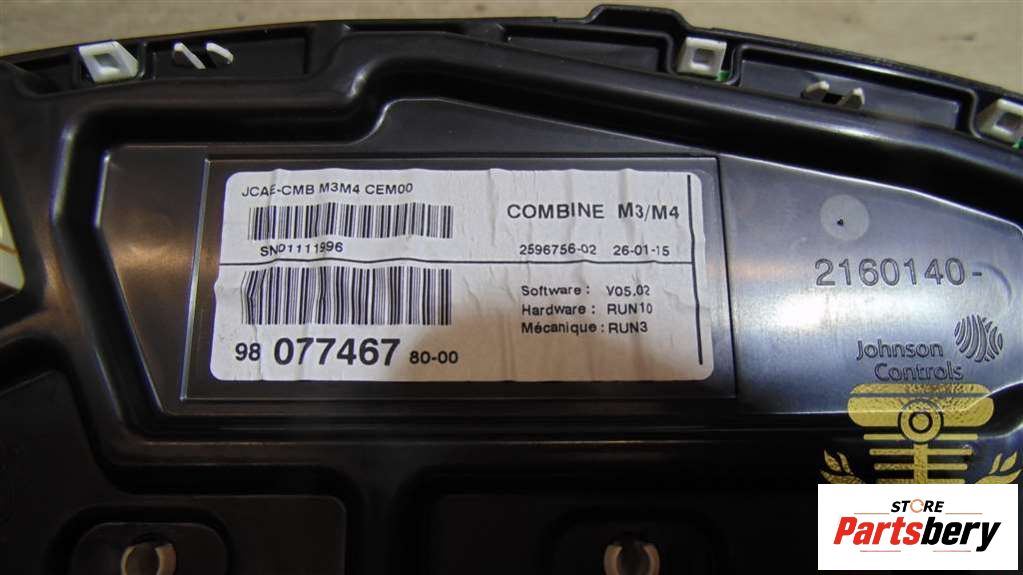 JCAE-CMB M3M4 CEM00
SND1111996
COMBINE M3/M4
2596756-02 26-01-15
Software: V05.02
Hardware: RUN10
Mécanique: RUN3
98 077467 80-00
2160140-
Johnson
Controls
STORE
Partsbery